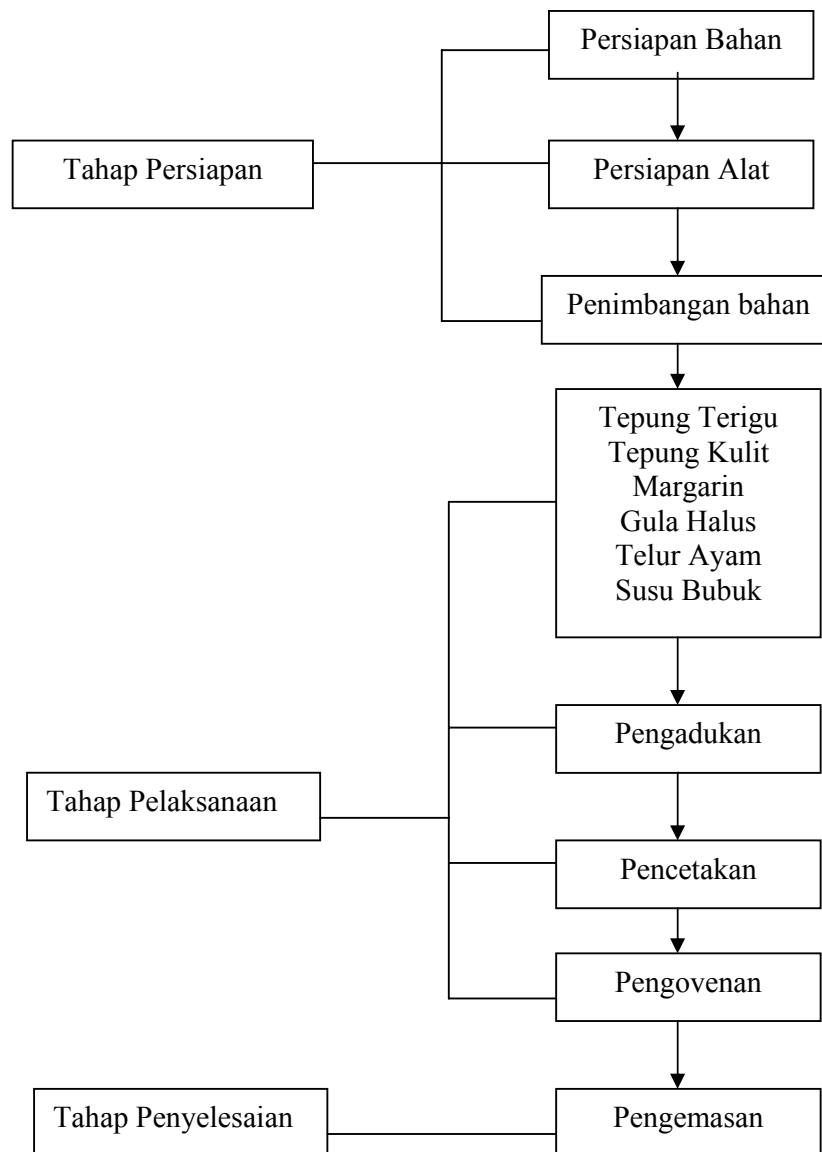 Persiapan Bahan
Tahap Persiapan
Persiapan Alat
Penimbangan bahan
Tepung Terigu
Tepung Kulit
Margarin
Gula Halus
Telur Ayam
Susu Bubuk
Pengadukan
Tahap Pelaksanaan
Pencetakan
Pengovenan
Tahap Penyelesaian
Pengemasan